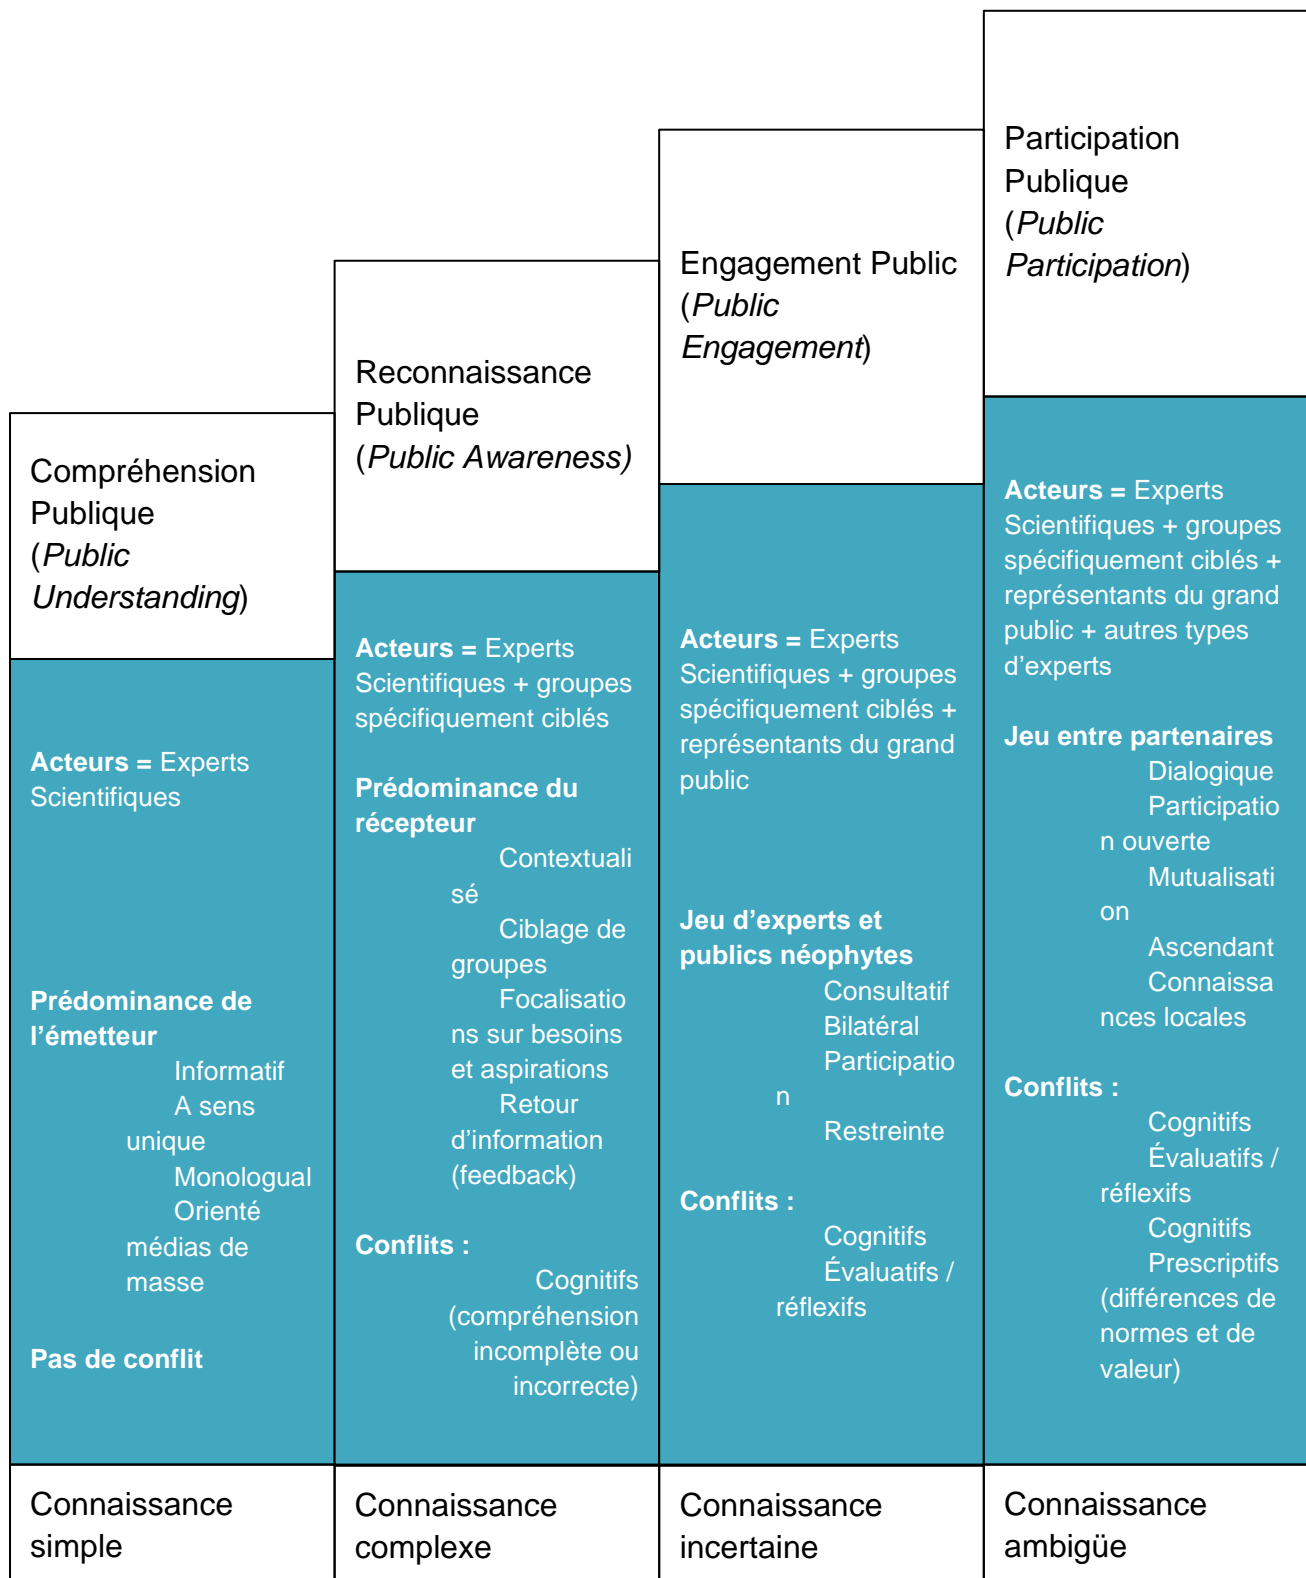 Compréhension
Publique
(Public
Understanding)
Acteurs = Experts
Scientifiques
Prédominance de
l’émetteur
Informatif
A sens
unique
Monologual
Orienté
médias de
masse
Pas de conflit
Connaissance
simple
Reconnaissance
Publique
(Public Awareness)
Acteurs = Experts
Scientifiques + groupes
spécifiquement ciblés
Prédominance du
récepteur
Contextuali
sé
Ciblage de
groupes
Focalisatio
ns sur besoins
et aspirations
Retour
d’information
(feedback)
Conflits :
Cognitifs
(compréhension
incomplète ou
incorrecte)
Connaissance
complexe
Engagement Public
(Public
Engagement)
Acteurs = Experts
Scientifiques + groupes
spécifiquement ciblés +
représentants du grand
public
Jeu d’experts et
publics néophytes
Consultatif
Bilatéral
Participatio
n
Restreinte
Conflits :
Cognitifs
Évaluatifs /
réflexifs
Connaissance
incertaine
Participation
Publique
(Public
Participation)
Acteurs = Experts
Scientifiques + groupes
spécifiquement ciblés +
représentants du grand
public + autres types
d’experts
Jeu entre partenaires
Dialogique
Participatio
n ouverte
Mutualisati
on
Ascendant
Connaissa
nces locales
Conflits :
Cognitifs
Évaluatifs /
réflexifs
Cognitifs
Prescriptifs
(différences de
normes et de
valeur)
Connaissance
ambigüe